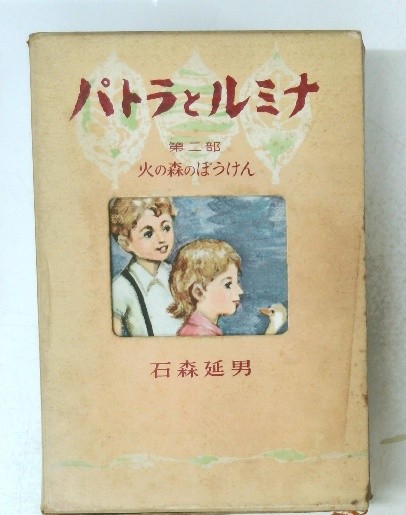 パトラとルミナ
第二部
火の森のぼうけん
石森延男